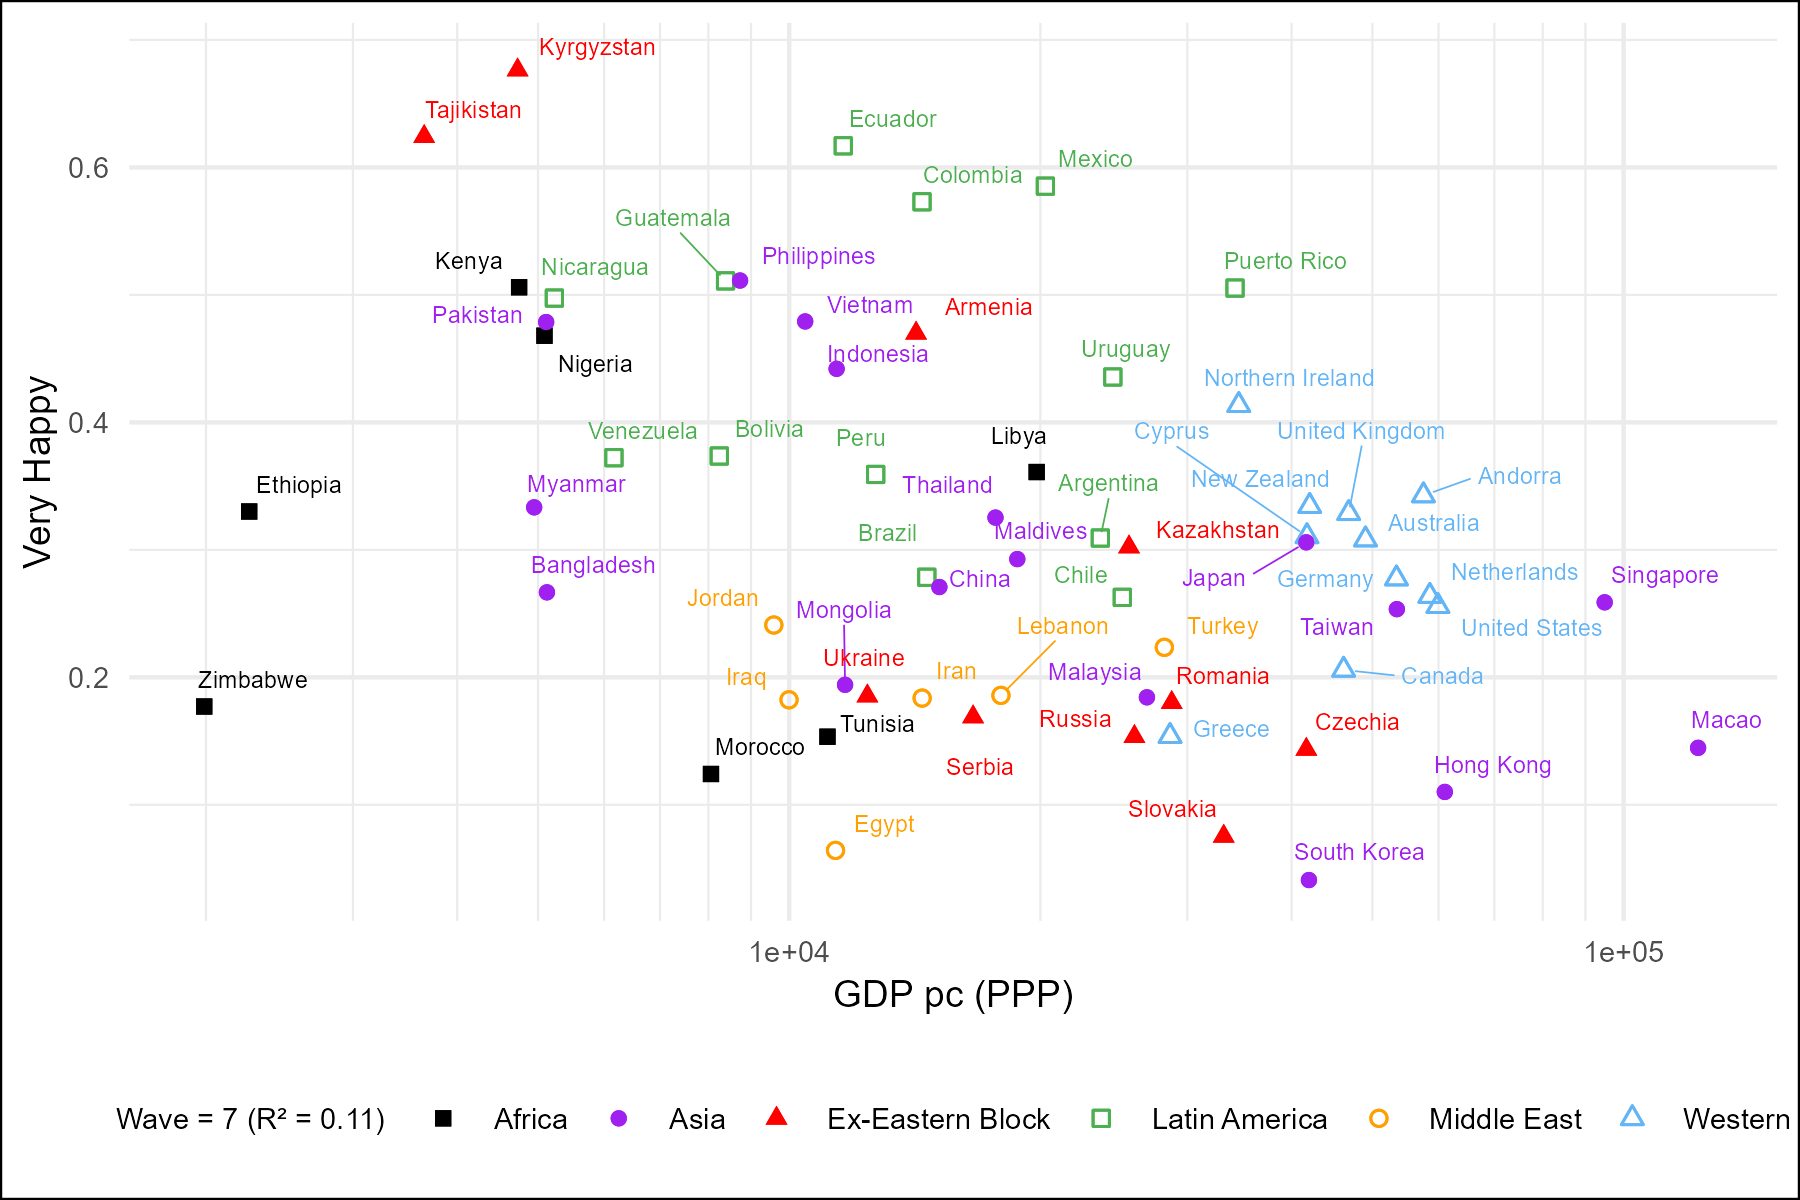 Kyrgyzstan
Tajikistan
Ecuador
0.6
Mexico
Colombia
Guatemala
Kenya
Nicaragua
Philippines
Puerto Rico
Pakistan
Vietnam
Armenia
Nigeria
Indonesia
Uruguay
Northern Ireland
0.4
Venezuela
Bolivia
Peru
Libya
Cyprus
United Kingdom
Very Happy
Ethiopia
Myanmar
Thailand
Argentina
New Zealand
Andorra
Brazil
Maldives
Kazakhstan
Australia
Bangladesh
China
Chile
Japan
Germany
Netherlands
Singapore
Jordan
Mongolia
Lebanon
Turkey
Taiwan
United States
0.2
Zimbabwe
Iraq
Ukraine
Iran
Malaysia
Romania
Canada
Morocco
Tunisia
Serbia
Russia
Greece
Czechia
Macao
Hong Kong
Egypt
Slovakia
South Korea
1e+04
1e+05
GDP pc (PPP)
Wave = 7 (R² = 0.11) Africa Asia Ex-Eastern Block Latin America Middle East Western